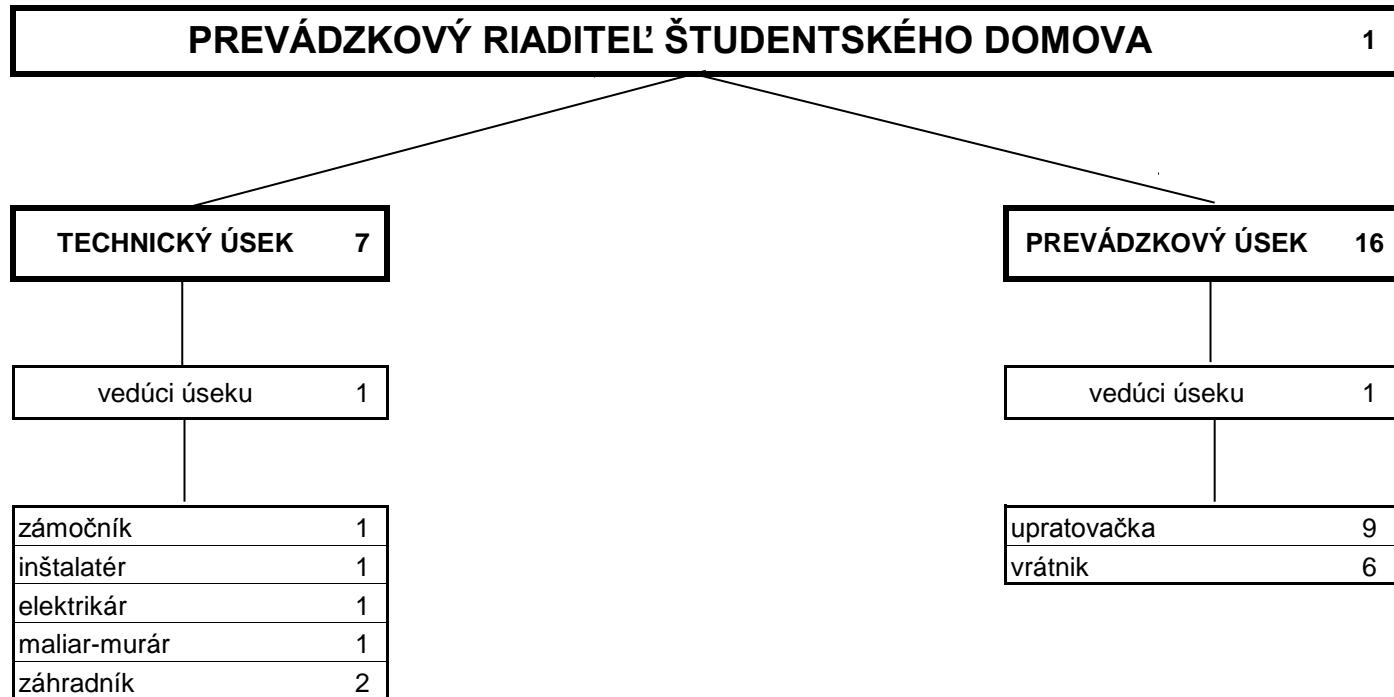 PREVÁDZKOVÝ RIADITEĽ ŠTUDENTSKÉHO DOMOVA 1
TECHNICKÝ ÚSEK 7
PREVÁDZKOVÝ ÚSEK 16
vedúci úseku 1
vedúci úseku 1
zámočník 1
inštalatér 1
elektrikár 1
maliar-murár 1
záhradník 2
upratovačka 9
vrátnik 6